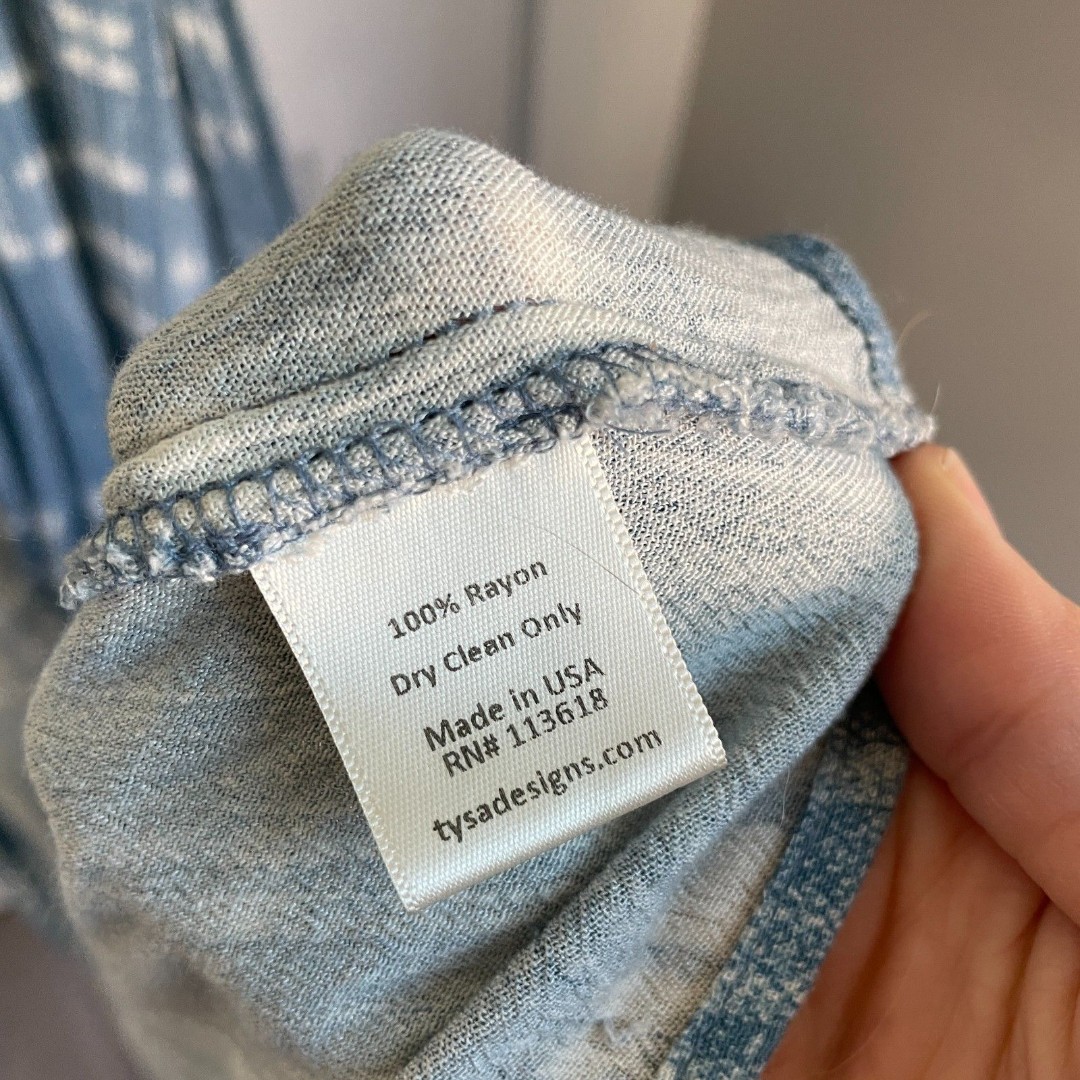 100% Rayon
Dry Clean Only
Made in USA
RN# 113618
tysadesigns.com